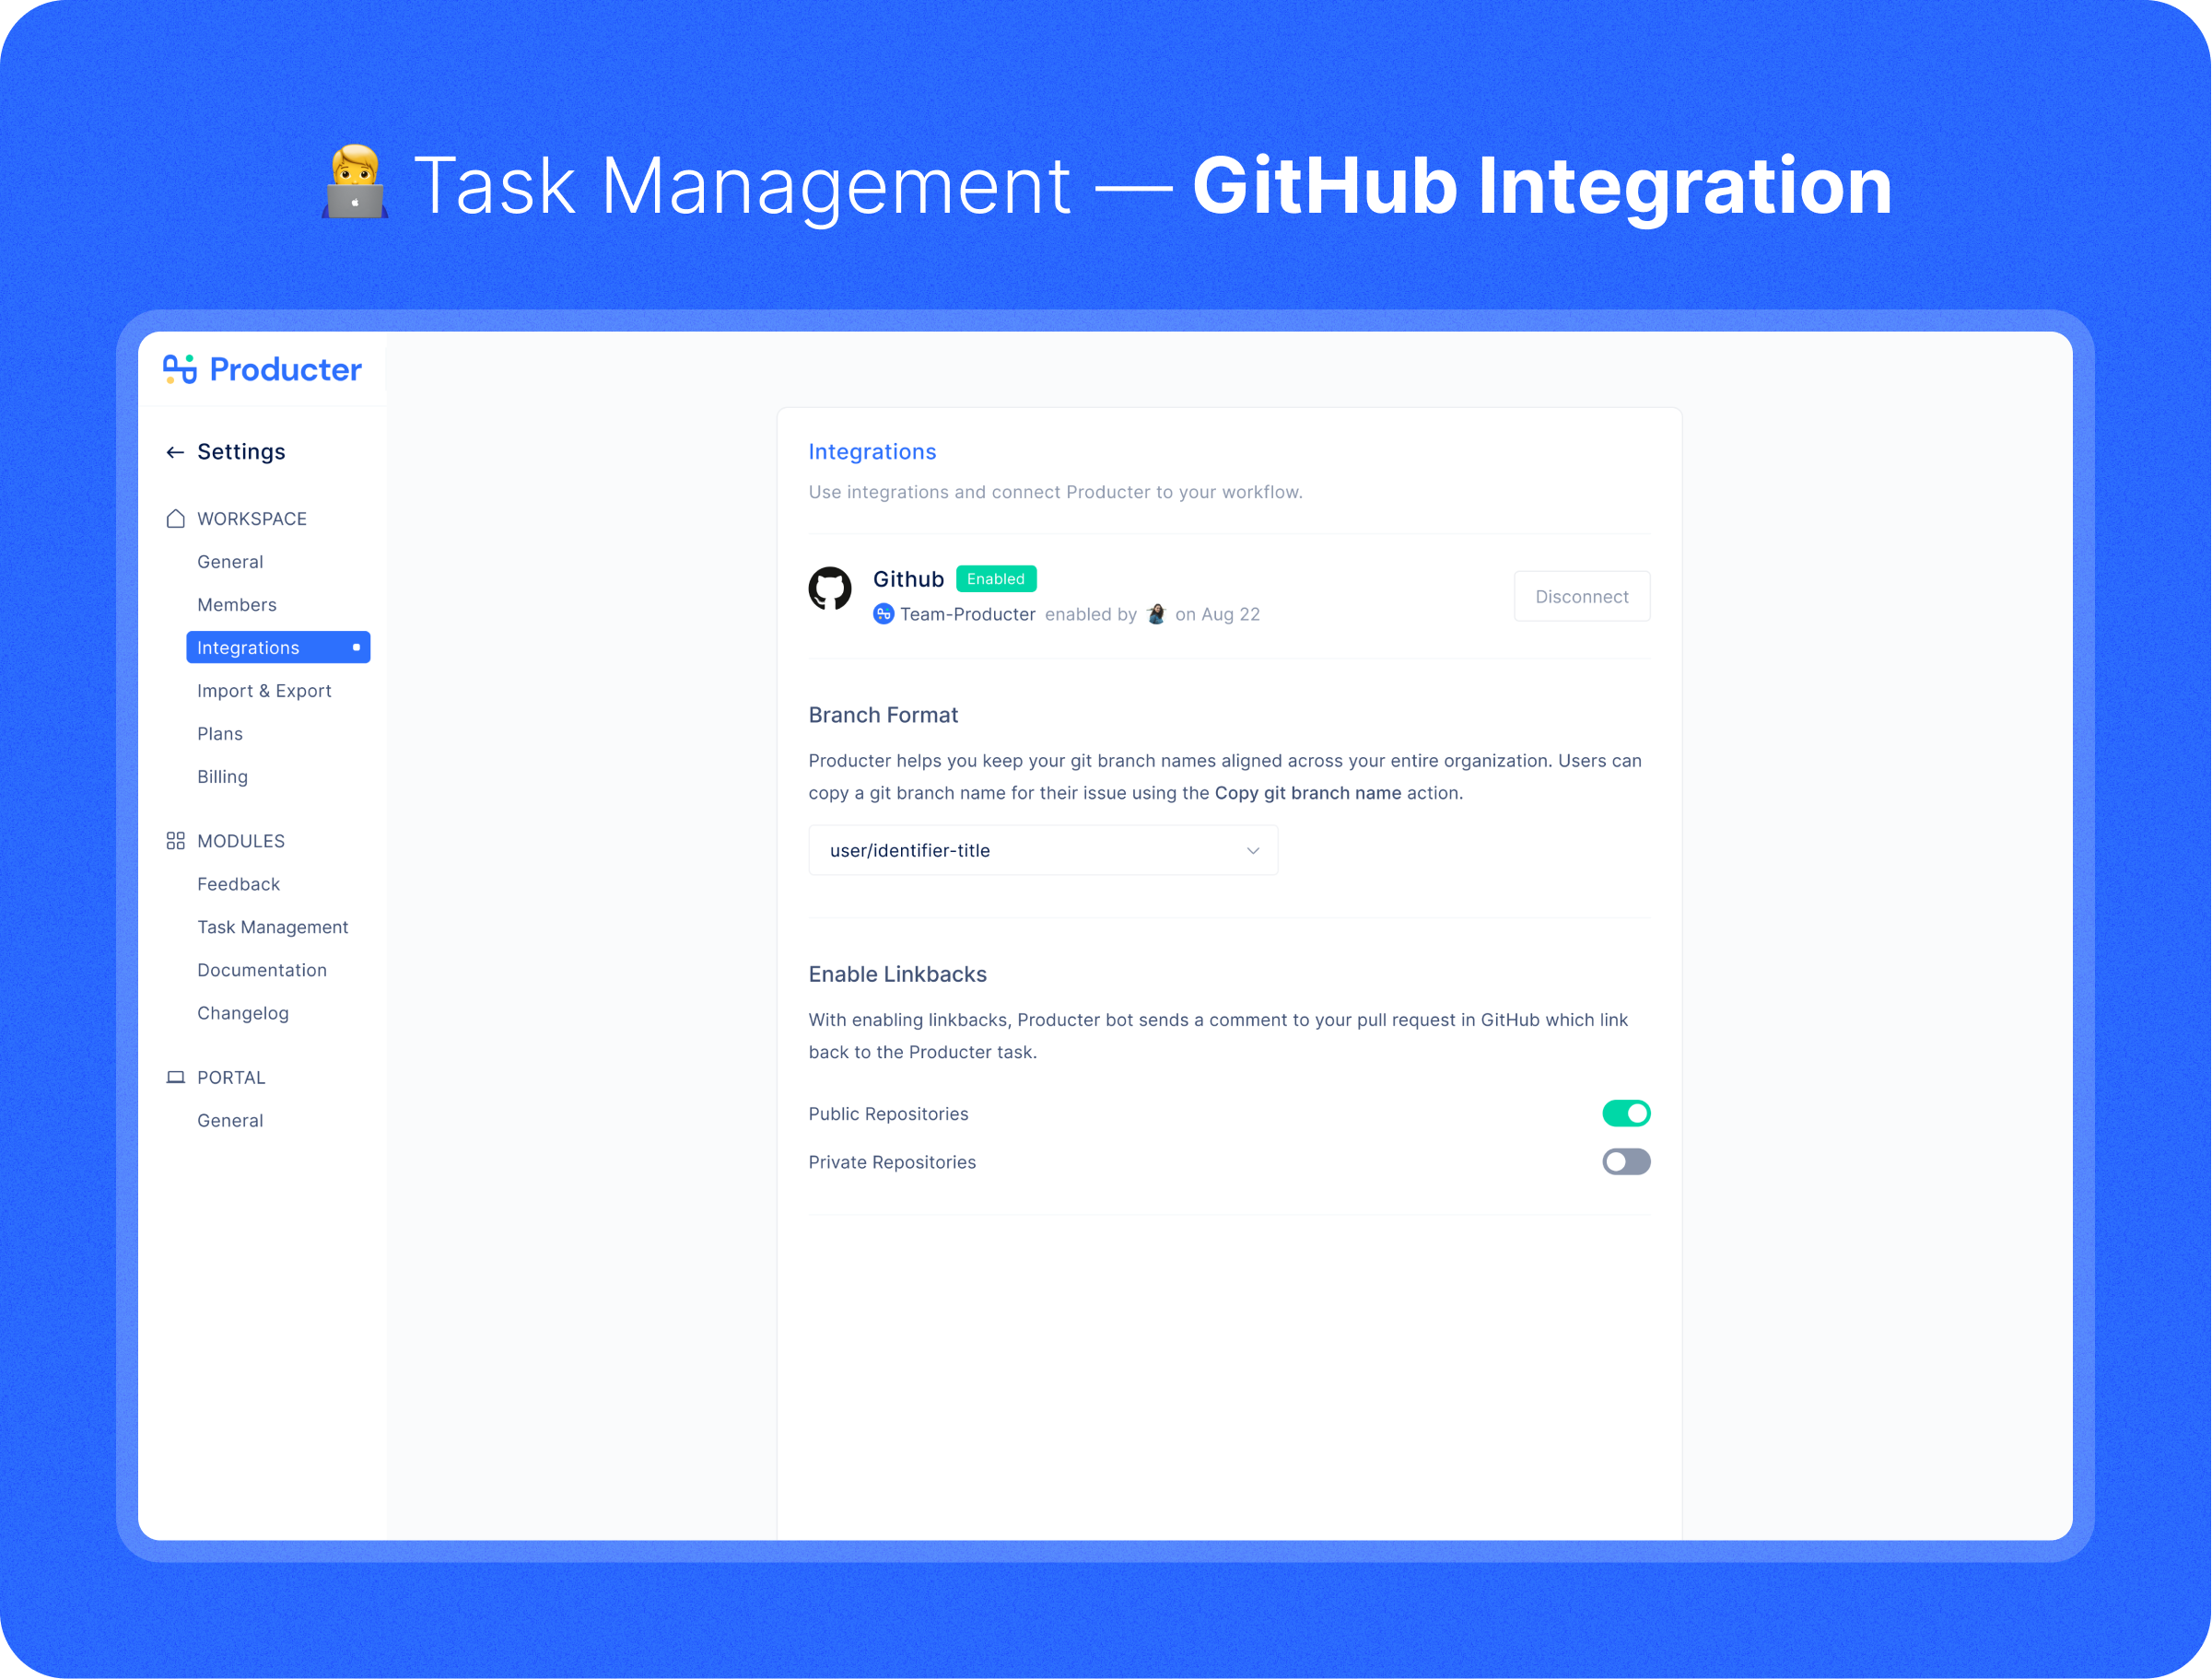 Task Management — GitHub Integration
Producter
Settings
WORKSPACE
General
Members
Integrations
Import & Export
Plans
Billing
MODULES
Feedback
Task Management
Documentation
Changelog
PORTAL
General
Integrations
Use integrations and connect Producter to your workflow.
Github Enabled
Team-Producter enabled by on Aug 22
Disconnect
Branch Format
Producter helps you keep your git branch names aligned across your entire organization. Users can
copy a git branch name for their issue using the Copy git branch name action.
user/identifier-title
Enable Linkbacks
With enabling linkbacks, Producter bot sends a comment to your pull request in GitHub which link
back to the Producter task.
Public Repositories
Private Repositories